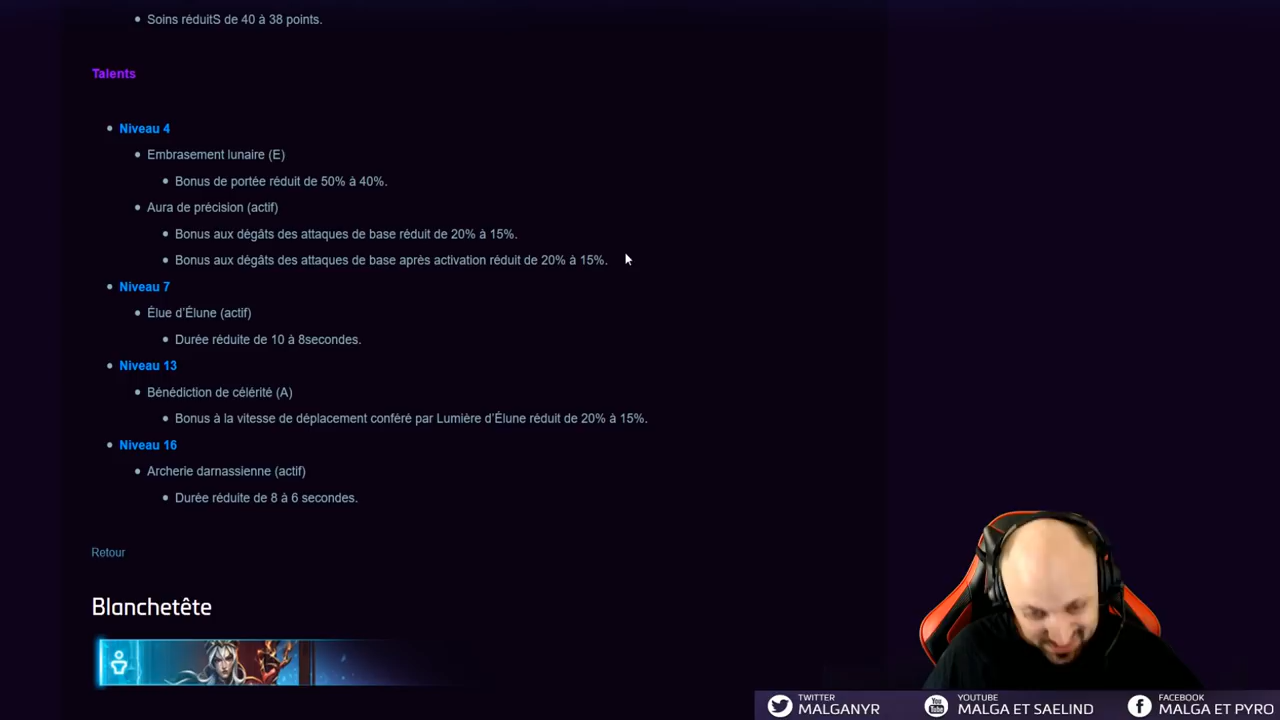 Soins réduitS de 40 à 38 points.
Talents
Niveau 4
Embrasement lunaire (E)
Bonus de portée réduit de 50% à 40%.
Aura de précision (actif)
Bonus aux dégâts des attaques de base réduit de 20% à 15%.
Bonus aux dégâts des attaques de base après activation réduit de 20% à 15%.
Niveau 7
Élue d'Élune (actif)
Durée réduite de 10 à 8secondes.
Niveau 13
Bénédiction de célérité (A)
Bonus à la vitesse de déplacement conféré par Lumière d'Élune réduit de 20% à 15%.
Niveau 16
Archerie darnassienne (actif)
Durée réduite de 8 à 6 secondes.
Retour
Blanchetête
TWITTER
MALGANYR
YOUTUBE
MALGA ET SAELIND
FACEBOOK
MALGA ET PYRO